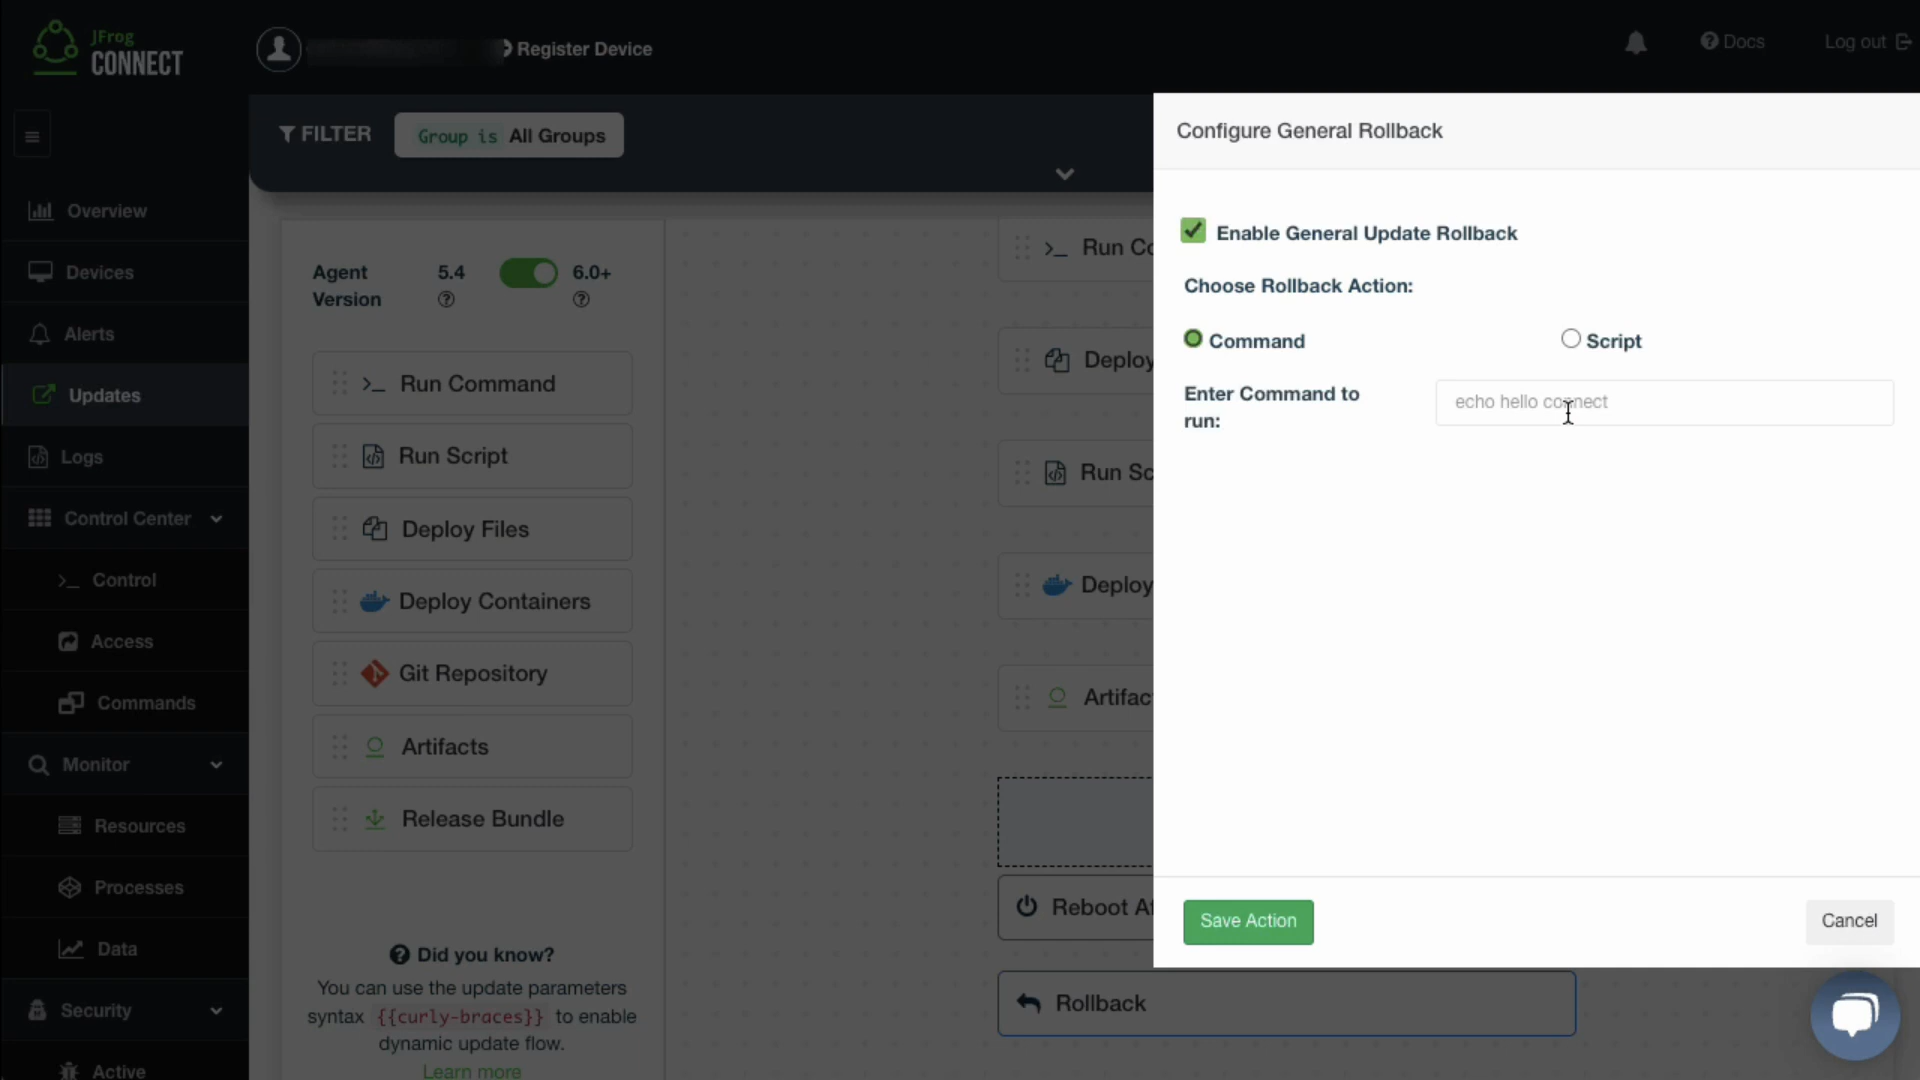 JFrog
CONNECT
Register Device
Docs
Log out
FILTER
Group is All Groups
Configure General Rollback
Overview
Devices
Alerts
Updates
Logs
Control Center
Control
Access
Commands
Monitor
Resources
Processes
Data
Security
Active
Agent
Version
5.4
6.0+
Run Command
Run Script
Deploy Files
Deploy Containers
Git Repository
Artifacts
Release Bundle
Did you know?
You can use the update parameters
syntax {{curly-braces}} to enable
dynamic update flow.
Learn more
Run Co
Deploy
Run Sc
Deploy
Artifac
Reboot Af
Rollback
Enable General Update Rollback
Choose Rollback Action:
Command
Script
Enter Command to
run:
echo hello connect
Save Action
Cancel